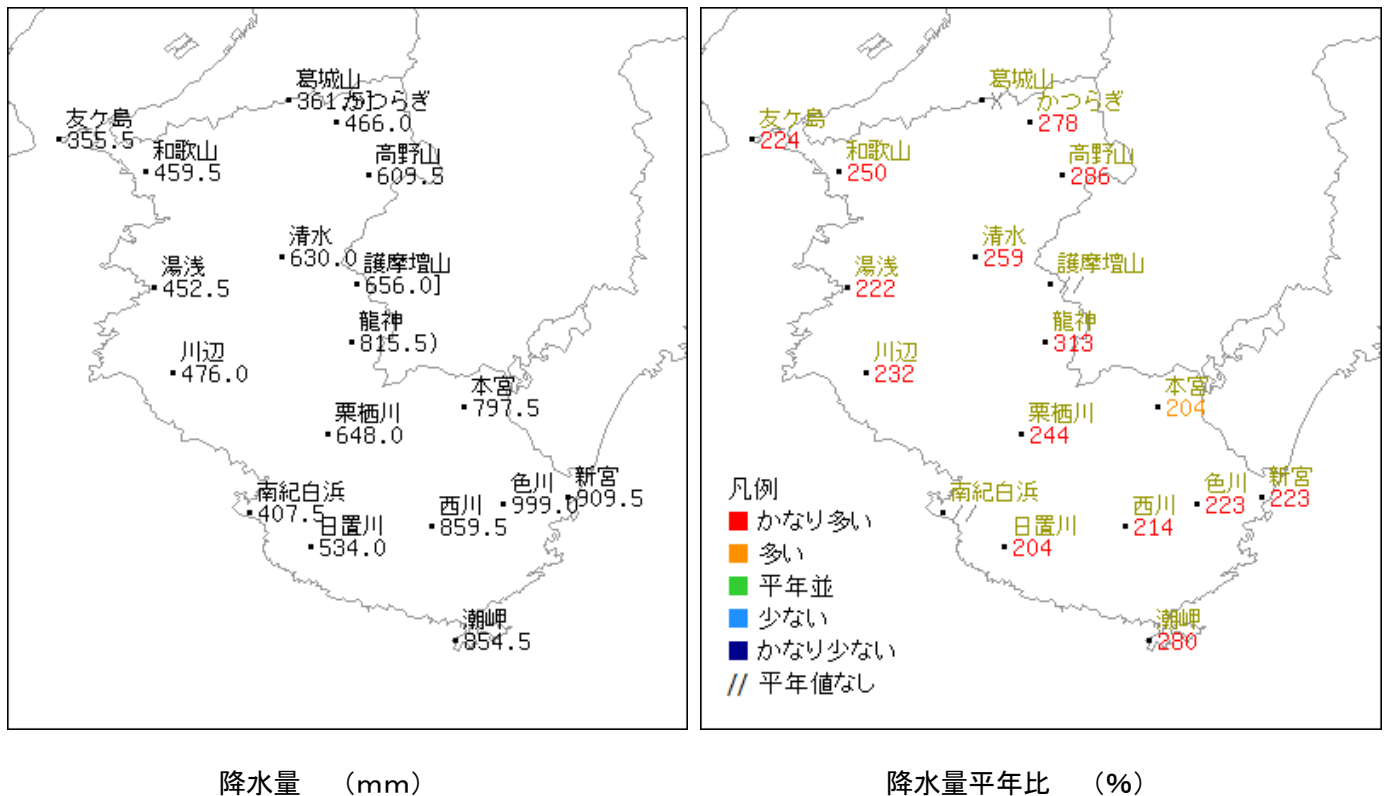 葛城山
361.5]
かつらぎ
466.0
友ケ島
355.5
和歌山
459.5
高野山
609.5
清水
630.0
護摩壇山
656.0]
湯浅
452.5
龍神
815.5)
川辺
476.0
本宮
797.5
栗栖川
648.0
南紀白浜
407.5
日置川
534.0
西川
859.5
色川
999.0
新宮
909.5
潮岬
854.5
降水量 （mm）
葛城山
X
かつらぎ
278
友ケ島
224
和歌山
250
高野山
286
清水
259
護摩壇山
//
湯浅
222
龍神
313
川辺
232
本宮
204
栗栖川
244
南紀白浜
//
日置川
204
西川
214
色川
223
新宮
223
潮岬
280
凡例
かなり多い
多い
平年並
少ない
かなり少ない
// 平年値なし
降水量平年比 （%）